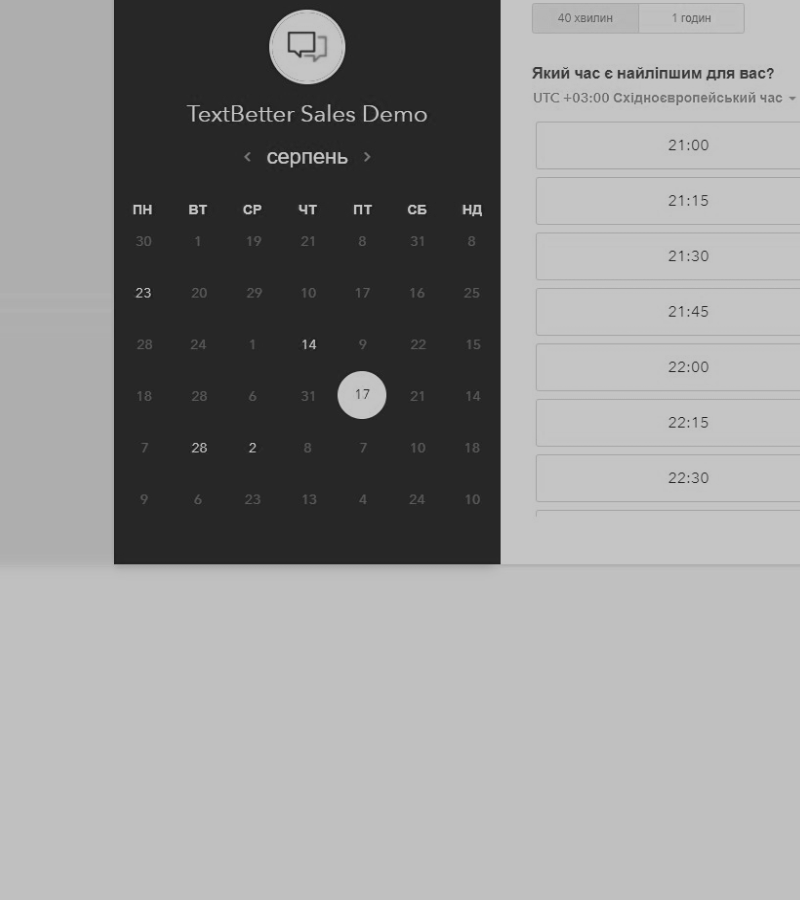 TextBetter Sales Demo
серпень
ПН ВТ СР ЧТ ПТ СБ НД
30 1 19 21 8 31 8
23 20 29 10 17 16 25
28 24 1 14 9 22 15
18 28 6 31 17 21 14
7 28 2 8 7 10 18
9 6 23 13 4 24 10
40 хвилин 1 годин
Який час є найліпшим для вас?
UTC +03:00 Східноєвропейський час
21:00
21:15
21:30
21:45
22:00
22:15
22:30